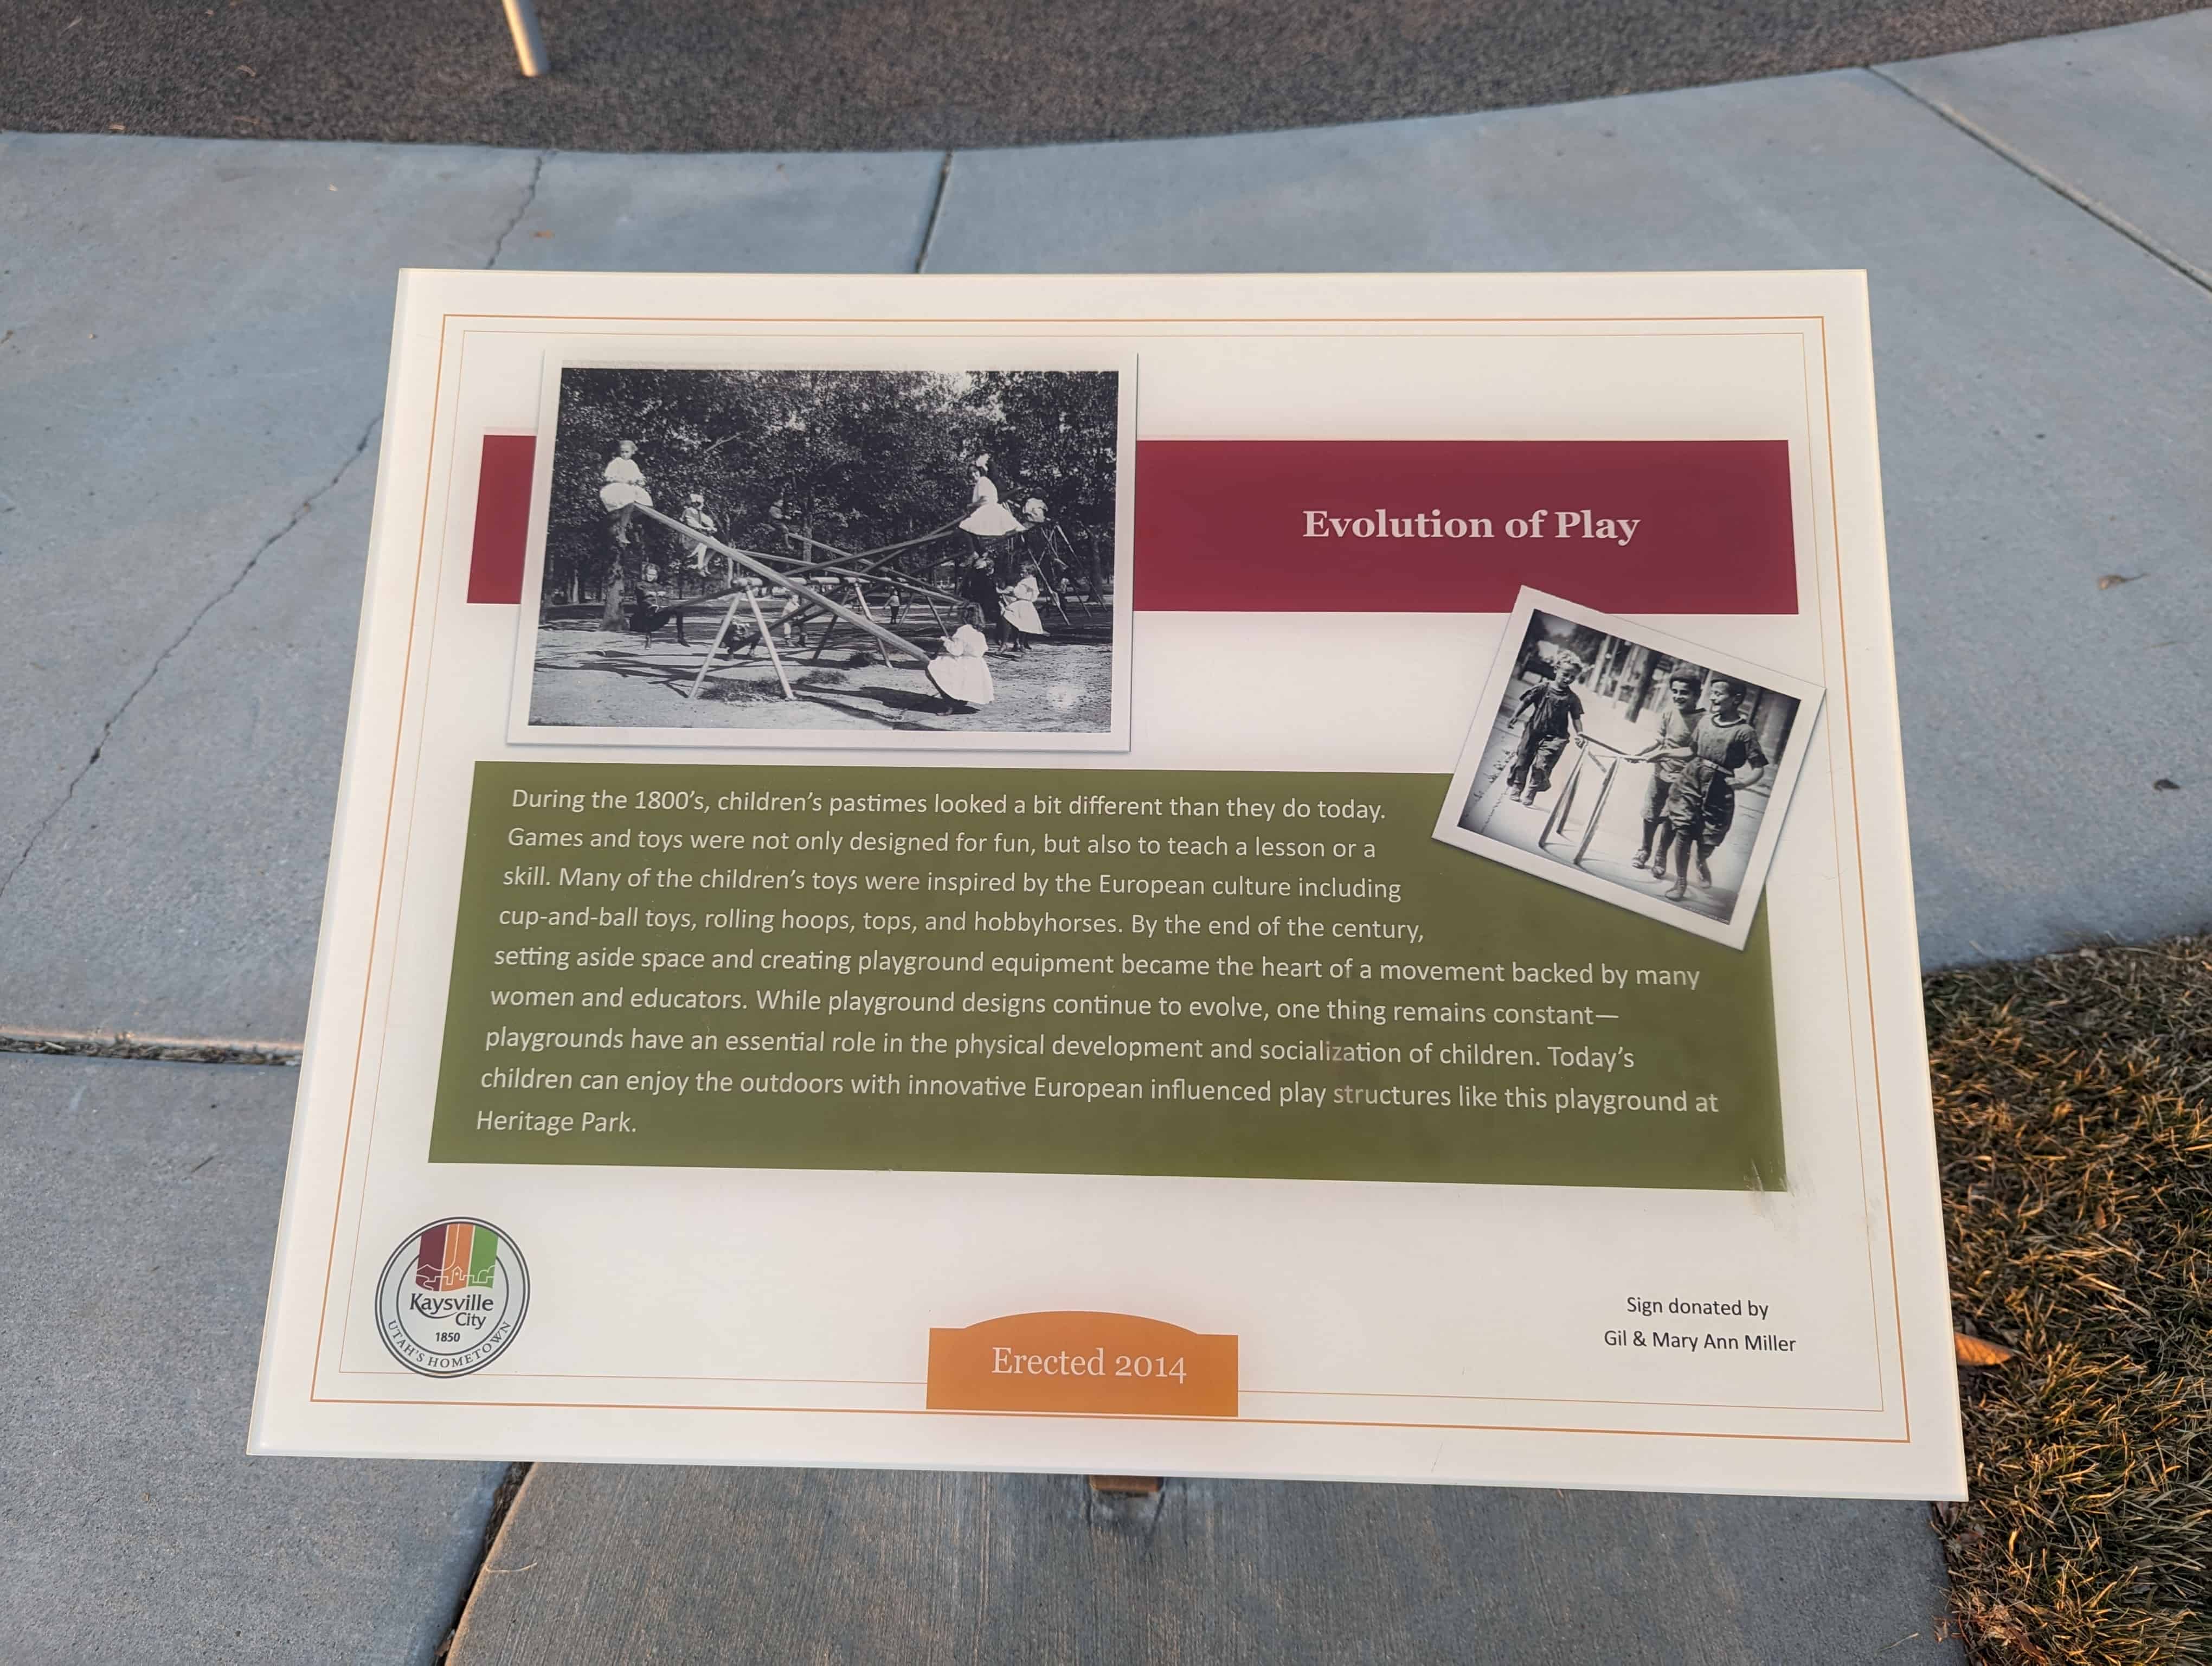 Evolution of Play
During the 1800's, children's pastimes looked a bit different than they do today.
Games and toys were not only designed for fun, but also to teach a lesson or a
skill. Many of the children's toys were inspired by the European culture including
cup-and-ball toys, rolling hoops, tops, and hobbyhorses. By the end of the century,
setting aside space and creating playground equipment became the heart of a movement backed by many
women and educators. While playground designs continue to evolve, one thing remains constant—
playgrounds have an essential role in the physical development and socialization of children. Today's
children can enjoy the outdoors with innovative European influenced play structures like this playground at
Heritage Park.
Kaysville
City
1850
UTAH'S HOMETOWN
Erected 2014
Sign donated by
Gil & Mary Ann Miller